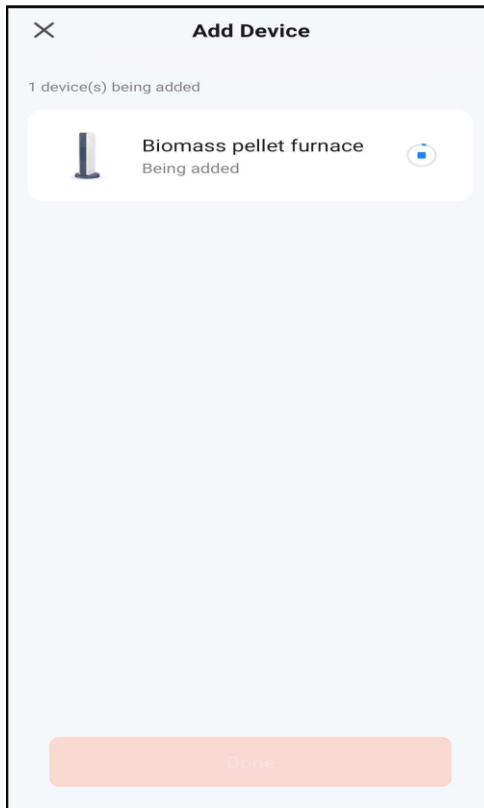 Add Device
1 device(s) being added
Biomass pellet furnace
Being added
Done